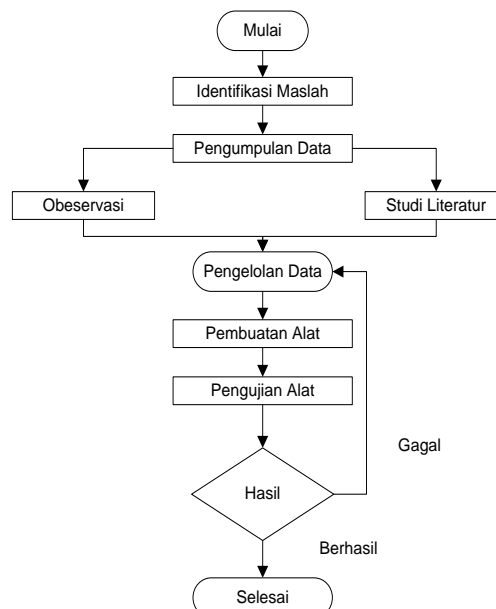 Mulai
Identifikasi Maslah
Pengumpulan Data
Obeservasi
Studi Literatur
Pengelolan Data
Pembuatan Alat
Pengujian Alat
Gagal
Hasil
Berhasil
Selesai